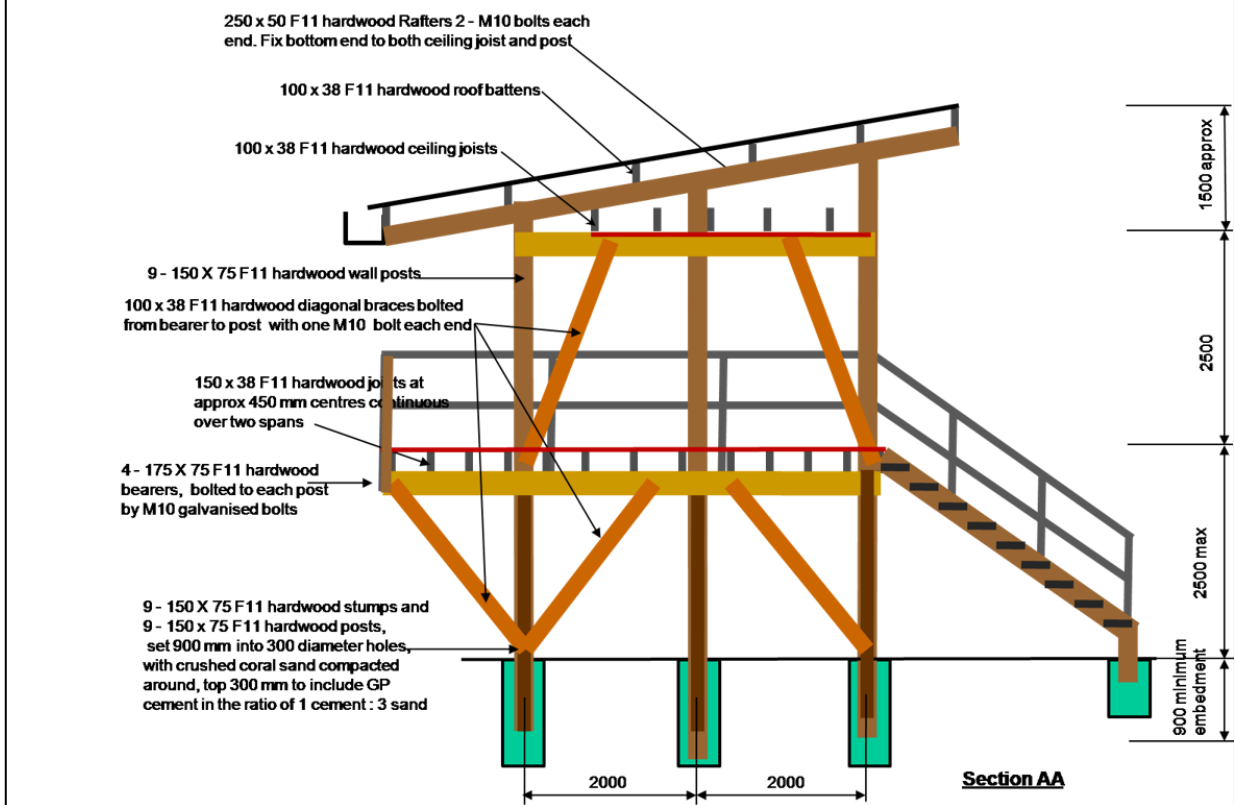 250 x 50 F11 hardwood Rafters 2 - M10 bolts each
end. Fix bottom end to both ceiling joist and post
100 x 38 F11 hardwood roof battens
100 x 38 F11 hardwood ceiling joists
9 - 150 X 75 F11 hardwood wall posts
100 x 38 F11 hardwood diagonal braces bolted
from bearer to post with one M10 bolt each end
150 x 38 F11 hardwood joists at
approx 450 mm centres continuous
over two spans
4 - 175 X 75 F11 hardwood
bearers, bolted to each post
by M10 galvanised bolts
9 - 150 X 75 F11 hardwood stumps and
9 - 150 x 75 F11 hardwood posts,
set 900 mm into 300 diameter holes,
with crushed coral sand compacted
around, top 300 mm to include GP
cement in the ratio of 1 cement : 3 sand
1500 approx
2500
2500 max
900 minimum
embedment
2000
2000
Section AA